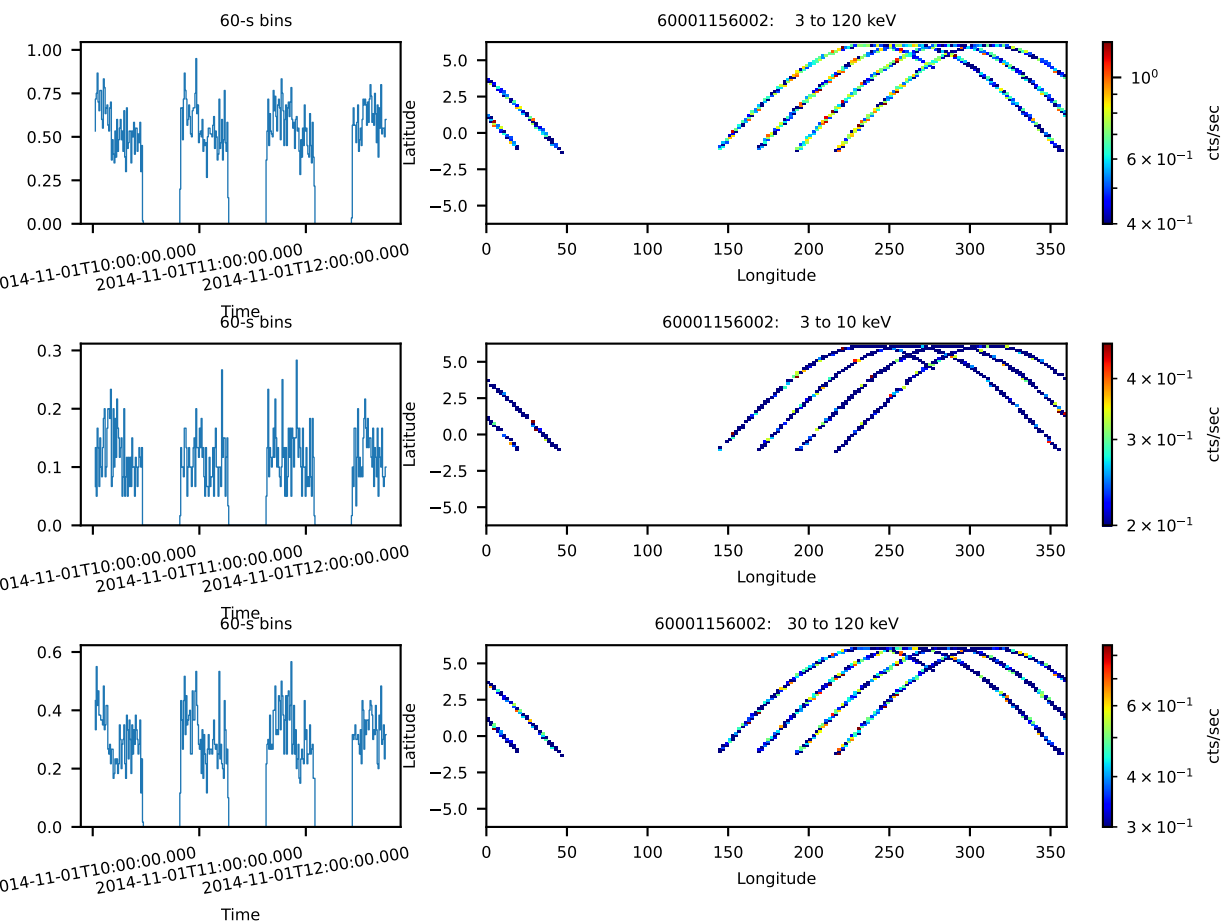 60-s bins
60001156002:    3 to 120 keV
1.00
0.75
0.50
0.25
0.00
Latitude
5.0
2.5
0.0
−2.5
−5.0
10⁰
6 × 10⁻¹
4 × 10⁻¹
cts/sec
0 50 100 150 200 250 300 350
Longitude
014-11-01T10:00:00.000
2014-11-01T11:00:00.000
2014-11-01T12:00:00.000
Time
60-s bins
60001156002:    3 to 10 keV
0.3
0.2
0.1
0.0
Latitude
5.0
2.5
0.0
−2.5
−5.0
4 × 10⁻¹
3 × 10⁻¹
2 × 10⁻¹
cts/sec
0 50 100 150 200 250 300 350
Longitude
014-11-01T10:00:00.000
2014-11-01T11:00:00.000
2014-11-01T12:00:00.000
Time
60-s bins
60001156002:   30 to 120 keV
0.6
0.4
0.2
0.0
Latitude
5.0
2.5
0.0
−2.5
−5.0
6 × 10⁻¹
4 × 10⁻¹
3 × 10⁻¹
cts/sec
0 50 100 150 200 250 300 350
Longitude
014-11-01T10:00:00.000
2014-11-01T11:00:00.000
2014-11-01T12:00:00.000
Time